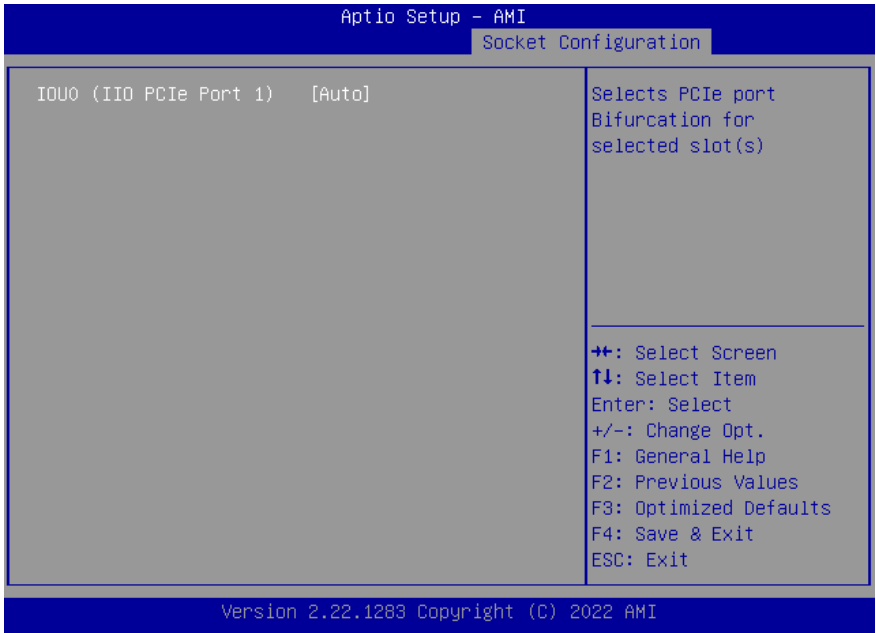 Aptio Setup – AMI
Socket Configuration
IOU0 (IIO PCIe Port 1) [Auto]
Selects PCIe port
Bifurcation for
selected slot(s)
→←: Select Screen
↑↓: Select Item
Enter: Select
+/-: Change Opt.
F1: General Help
F2: Previous Values
F3: Optimized Defaults
F4: Save & Exit
ESC: Exit
Version 2.22.1283 Copyright (C) 2022 AMI